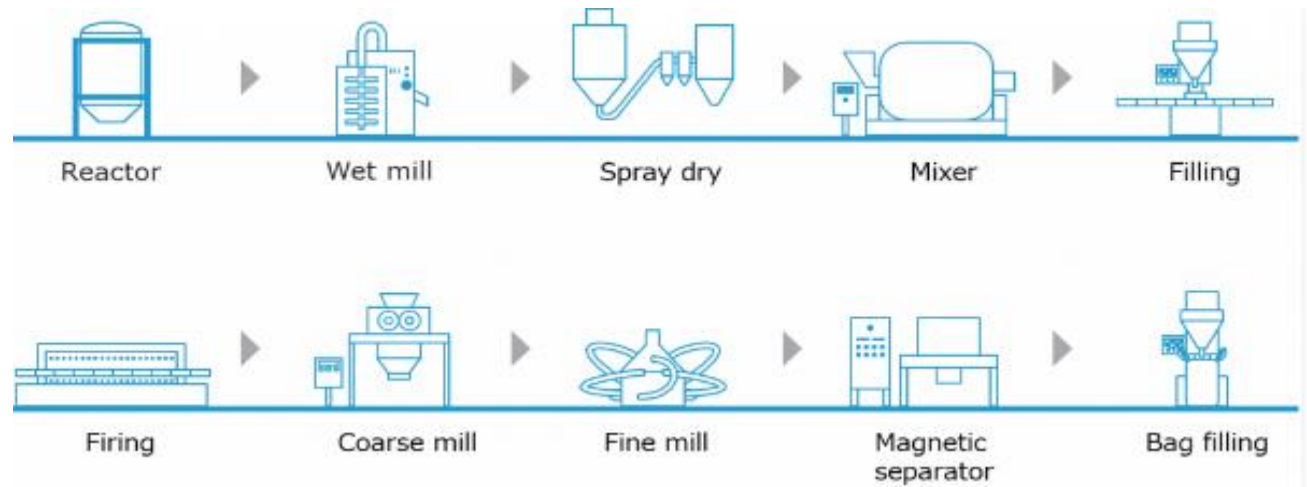 Reactor
Wet mill
Spray dry
Mixer
Filling
Firing
Coarse mill
Fine mill
Magnetic
separator
Bag filling